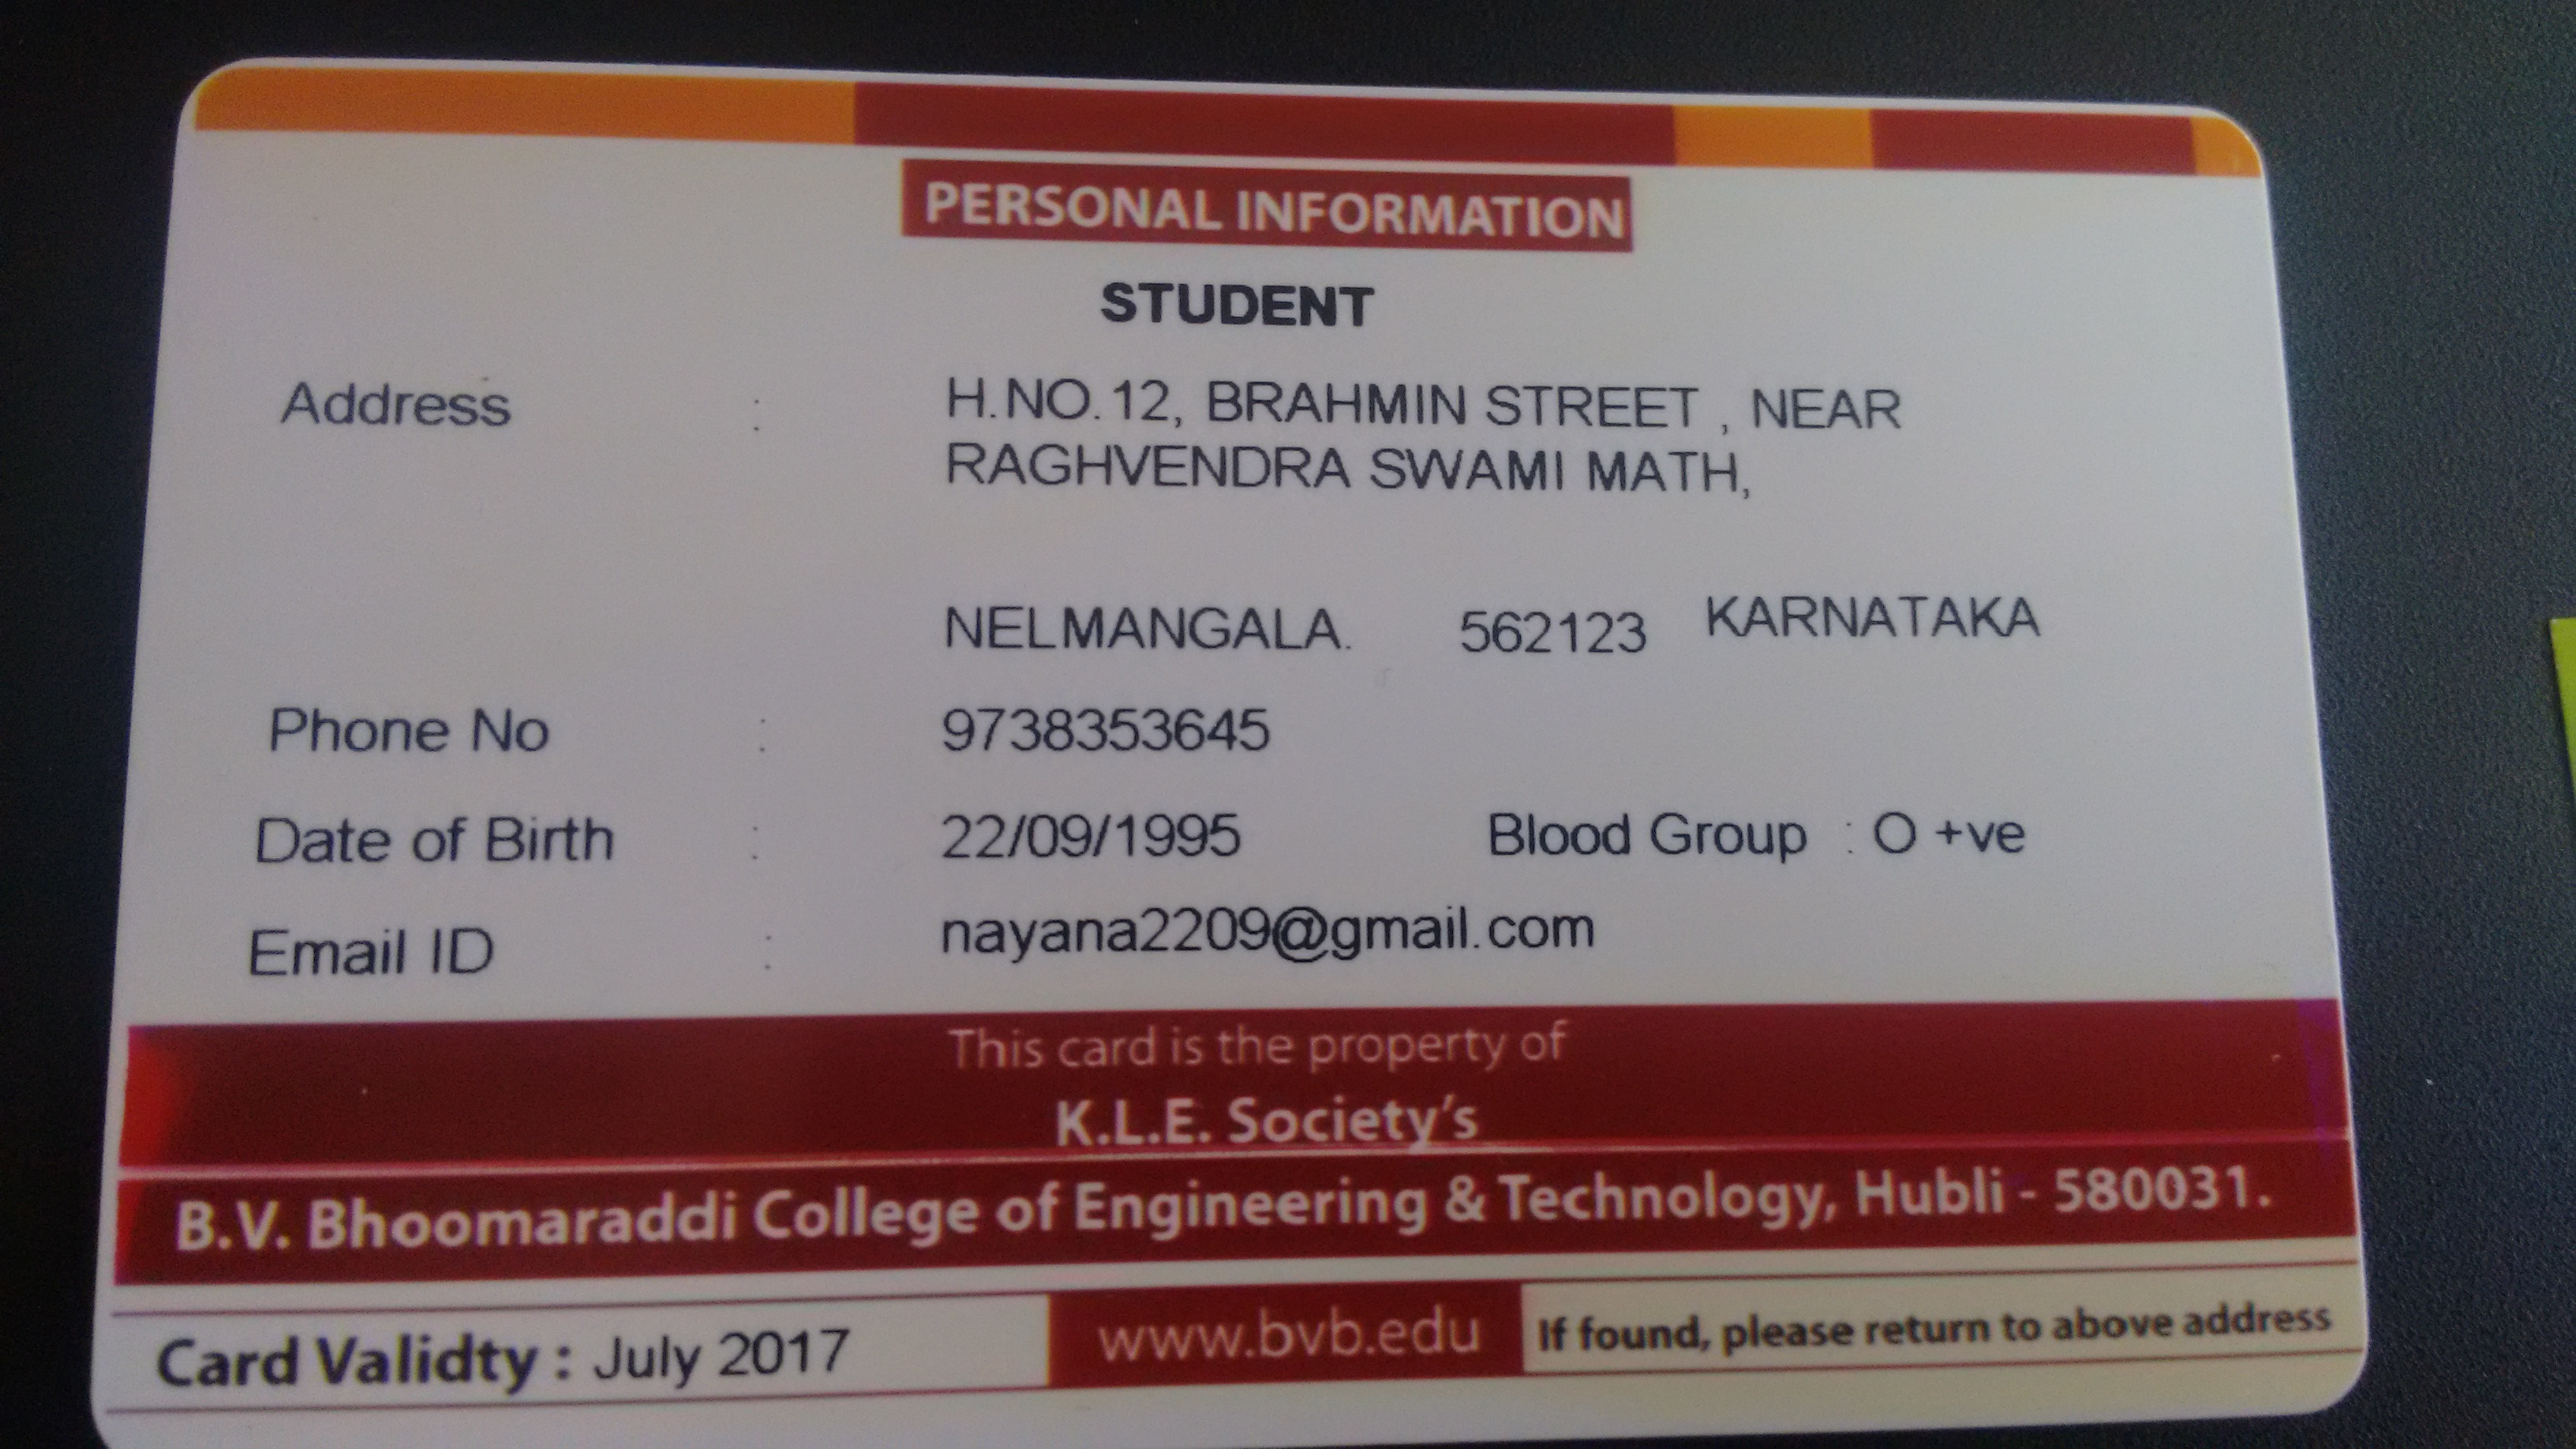 PERSONAL INFORMATION
STUDENT
Address : H.NO.12, BRAHMIN STREET , NEAR
RAGHVENDRA SWAMI MATH,
NELMANGALA. 562123 KARNATAKA
Phone No : 9738353645
Date of Birth : 22/09/1995 Blood Group : O +ve
Email ID : nayana2209@gmail.com
This card is the property of
K.L.E. Society's
B.V. Bhoomaraddi College of Engineering & Technology, Hubli - 580031.
Card Validty : July 2017 www.bvb.edu If found, please return to above address